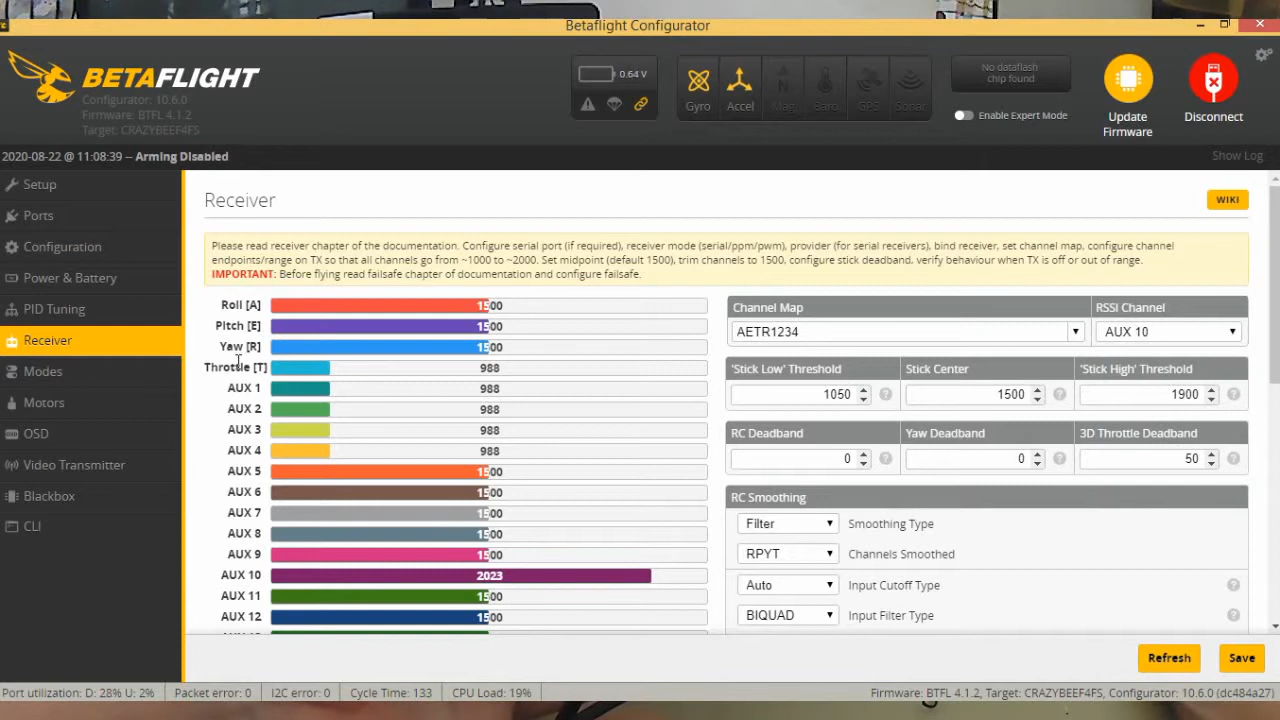 Betaflight Configurator
BETAFLIGHT
Configurator: 10.6.0
Firmware: BTFL 4.1.2
Target: CRAZYBEEF4FS
0.64 V
Gyro
Accel
Mag
Baro
GPS
Sonar
No dataflash
chip found
Enable Expert Mode
Update
Firmware
Disconnect
2020-08-22 @ 11:08:39 -- Arming Disabled
Show Log
Setup
Ports
Configuration
Power & Battery
PID Tuning
Receiver
Modes
Motors
OSD
Video Transmitter
Blackbox
CLI
Receiver
WIKI
Please read receiver chapter of the documentation. Configure serial port (if required), receiver mode (serial/ppm/pwm), provider (for serial receivers), bind receiver, set channel map, configure channel
endpoints/range on TX so that all channels go from ~1000 to ~2000. Set midpoint (default 1500), trim channels to 1500, configure stick deadband, verify behaviour when TX is off or out of range.
IMPORTANT: Before flying read failsafe chapter of documentation and configure failsafe.
Roll [A] 1500
Pitch [E] 1500
Yaw [R] 1500
Throttle [T] 988
AUX 1 988
AUX 2 988
AUX 3 988
AUX 4 988
AUX 5 1500
AUX 6 1500
AUX 7 1500
AUX 8 1500
AUX 9 1500
AUX 10 2023
AUX 11 1500
AUX 12 1500
Channel Map
RSSI Channel
AETR1234
AUX 10
'Stick Low' Threshold
Stick Center
'Stick High' Threshold
1050
1500
1900
RC Deadband
Yaw Deadband
3D Throttle Deadband
0
0
50
RC Smoothing
Filter Smoothing Type
RPYT Channels Smoothed
Auto Input Cutoff Type
BIQUAD Input Filter Type
Refresh
Save
Port utilization: D: 28% U: 2%
Packet error: 0
I2C error: 0
Cycle Time: 133
CPU Load: 19%
Firmware: BTFL 4.1.2, Target: CRAZYBEEF4FS, Configurator: 10.6.0 (dc484a27)